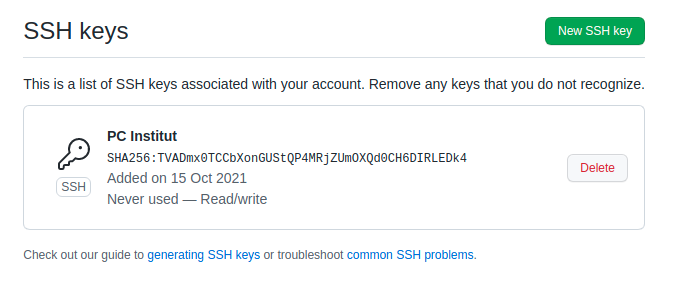 SSH keys
New SSH key
This is a list of SSH keys associated with your account. Remove any keys that you do not recognize.
PC Institut
SHA256:TVADmx0TCCbXonGUStQP4MRjZUmOXQd0CH6DIRLEDk4
Added on 15 Oct 2021
Never used — Read/write
SSH
Delete
Check out our guide to generating SSH keys or troubleshoot common SSH problems.